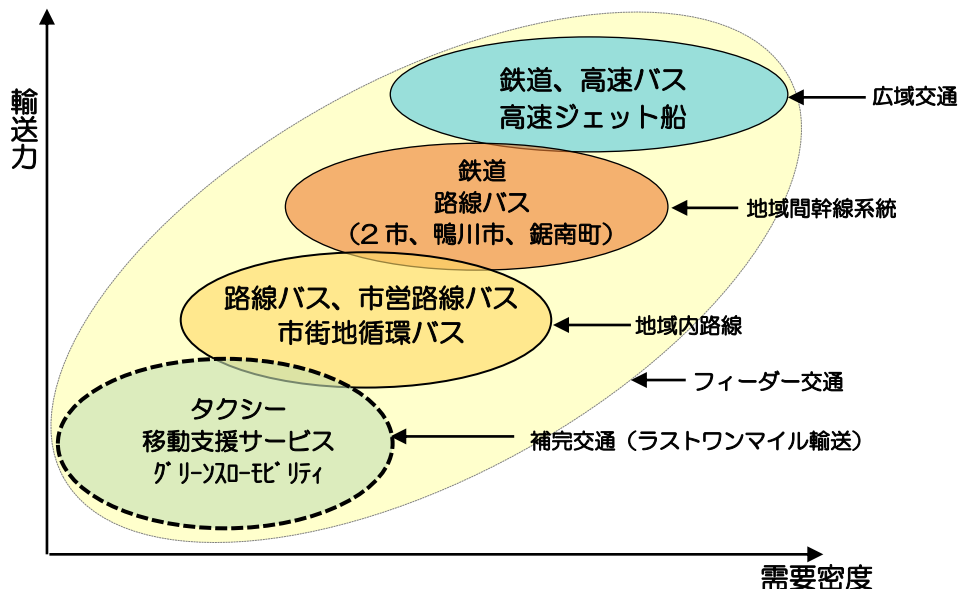 輸送力
鉄道、高速バス
高速ジェット船
広域交通
鉄道
路線バス
（2市、鴨川市、鋸南町）
地域間幹線系統
路線バス、市営路線バス
市街地循環バス
地域内路線
フィーダー交通
タクシー
移動支援サービス
グリーンスローモビリティ
補完交通（ラストワンマイル輸送）
需要密度